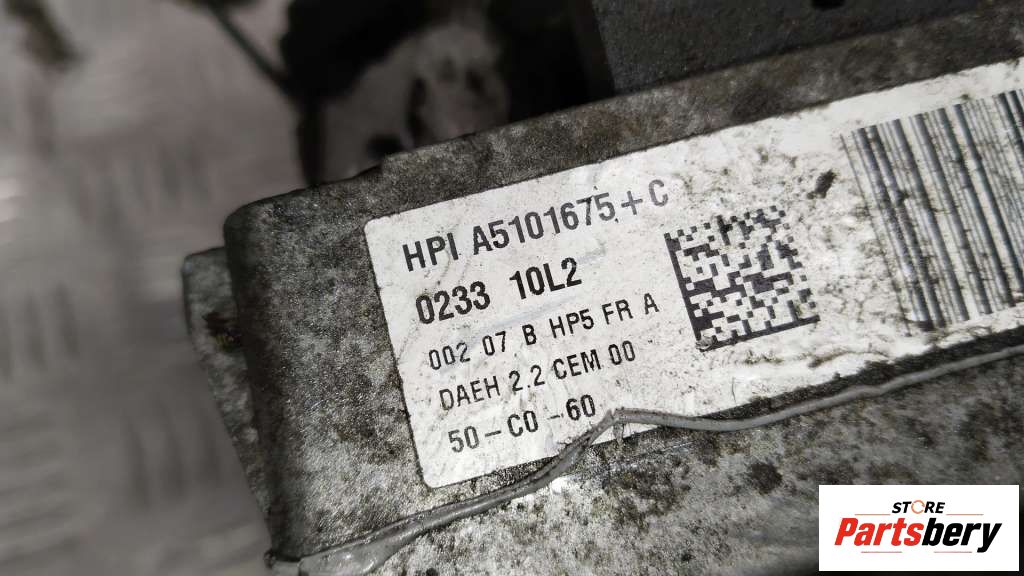 HPI A5101675+C
0233 10L2
002 07 B HP5 FR A
DAEH 2.2 CEM 00
50-C0-60
STORE
Partsbery